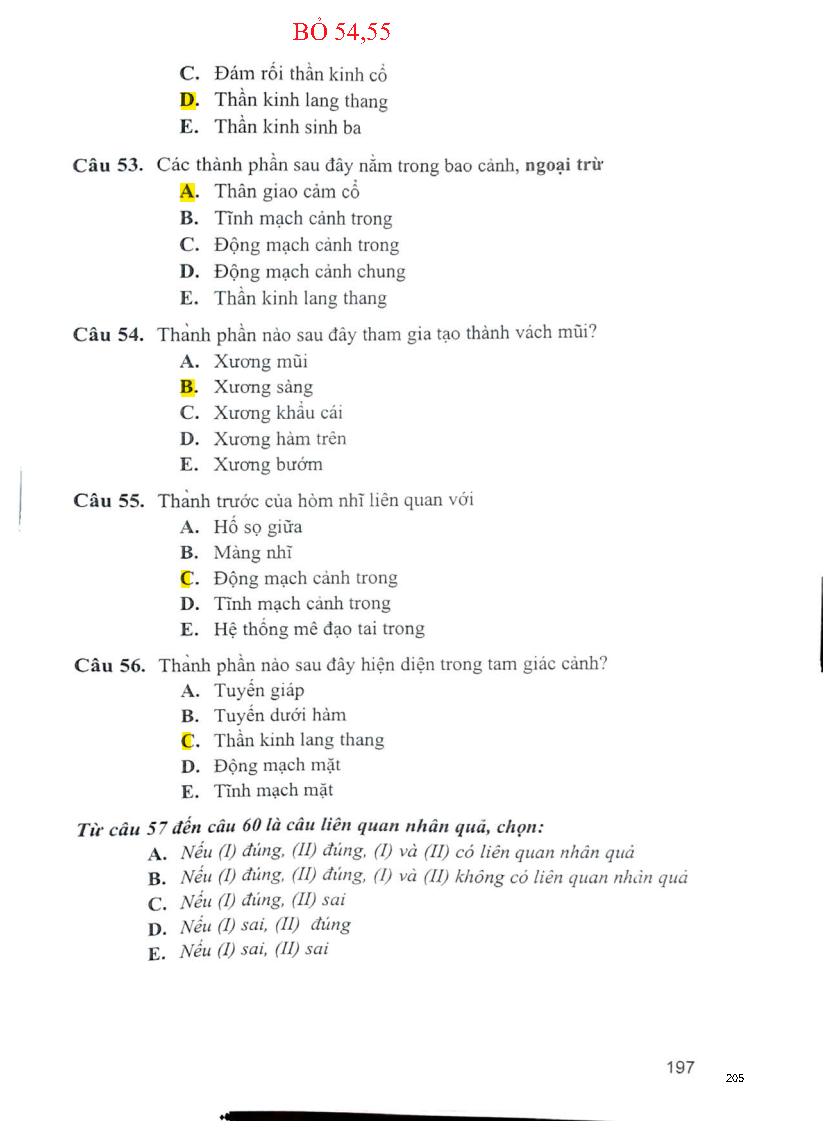 BỎ 54,55
C. Đám rối thần kinh cổ
D. Thần kinh lang thang
E. Thần kinh sinh ba
Câu 53. Các thành phần sau đây nằm trong bao cảnh, ngoại trừ
A. Thân giao cảm cổ
B. Tĩnh mạch cảnh trong
C. Động mạch cảnh trong
D. Động mạch cảnh chung
E. Thần kinh lang thang
Câu 54. Thành phần nào sau đây tham gia tạo thành vách mũi?
A. Xương mũi
B. Xương sàng
C. Xương khẩu cái
D. Xương hàm trên
E. Xương bướm
Câu 55. Thành trước của hòm nhĩ liên quan với
A. Hố sọ giữa
B. Màng nhĩ
C. Động mạch cảnh trong
D. Tĩnh mạch cảnh trong
E. Hệ thống mê đạo tai trong
Câu 56. Thành phần nào sau đây hiện diện trong tam giác cảnh?
A. Tuyến giáp
B. Tuyến dưới hàm
C. Thần kinh lang thang
D. Động mạch mặt
E. Tĩnh mạch mặt
Từ câu 57 đến câu 60 là câu liên quan nhân quả, chọn:
A. Nếu (I) đúng, (II) đúng, (I) và (II) có liên quan nhân quả
B. Nếu (I) đúng, (II) đúng, (I) và (II) không có liên quan nhân quả
C. Nếu (I) đúng, (II) sai
D. Nếu (I) sai, (II) đúng
E. Nếu (I) sai, (II) sai
197
205